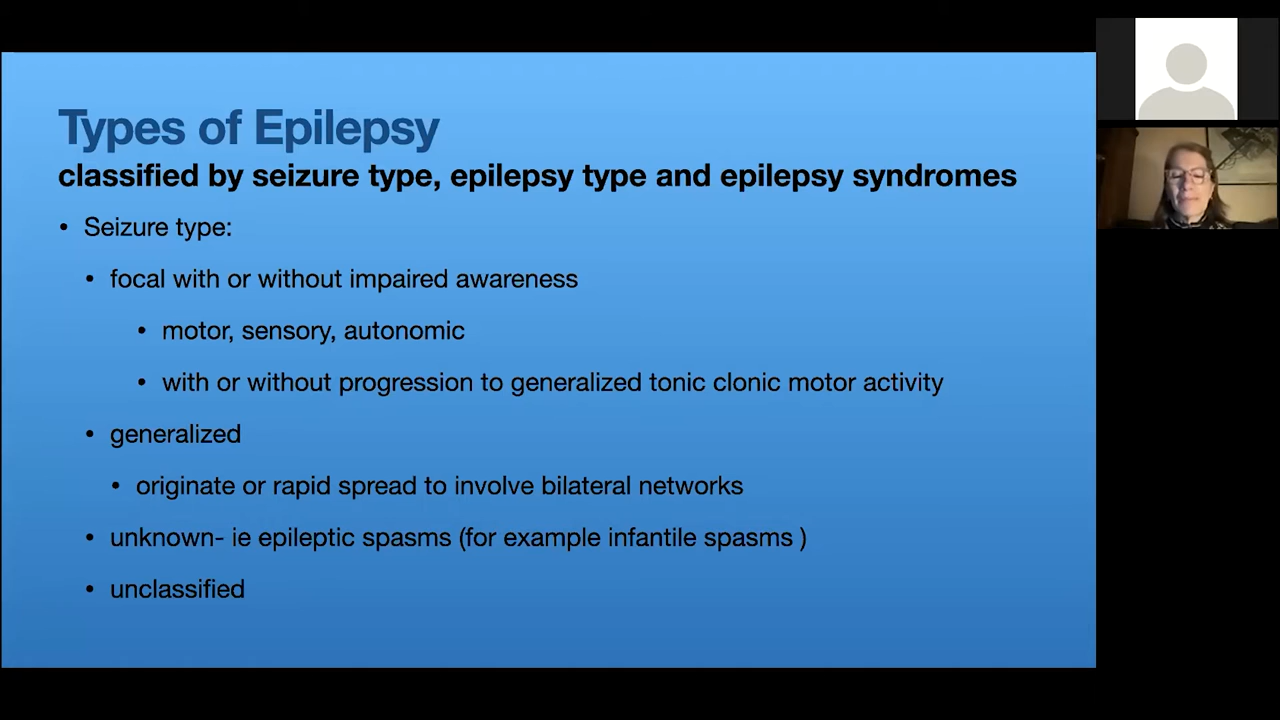 Types of Epilepsy
classified by seizure type, epilepsy type and epilepsy syndromes
• Seizure type:
• focal with or without impaired awareness
• motor, sensory, autonomic
• with or without progression to generalized tonic clonic motor activity
• generalized
• originate or rapid spread to involve bilateral networks
• unknown- ie epileptic spasms (for example infantile spasms )
• unclassified